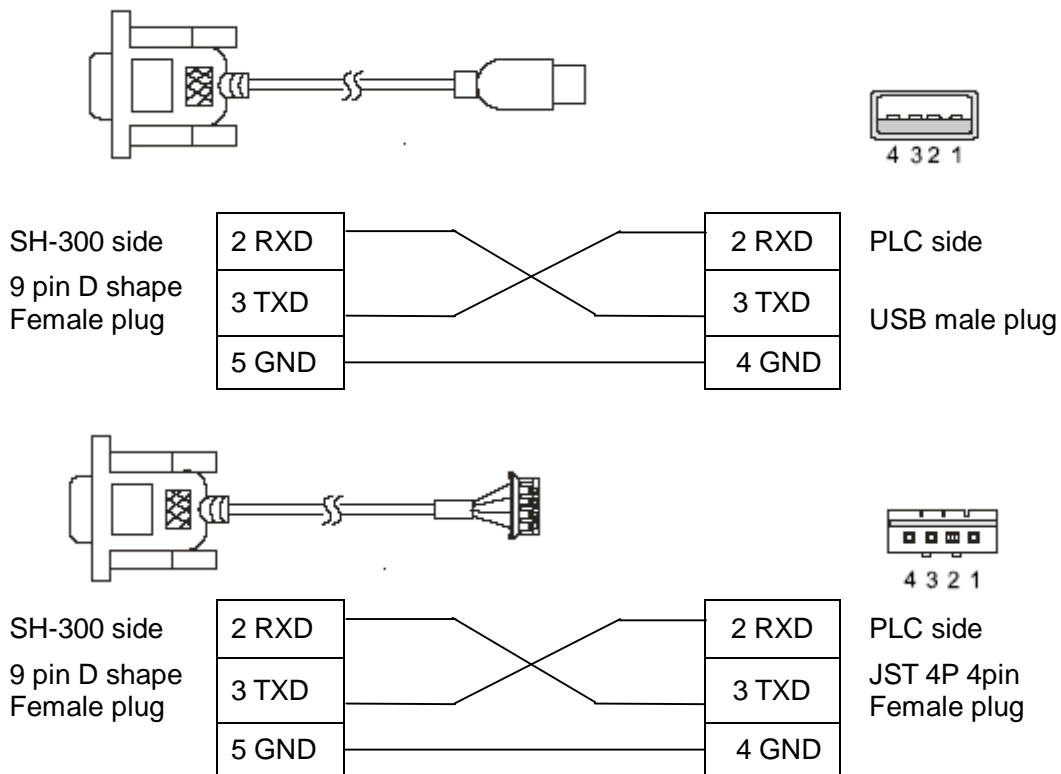 4 3 2 1
SH-300 side
2 RXD
2 RXD
PLC side
9 pin D shape
Female plug
3 TXD
3 TXD
USB male plug
5 GND
4 GND
4 3 2 1
SH-300 side
2 RXD
2 RXD
PLC side
9 pin D shape
Female plug
3 TXD
3 TXD
JST 4P 4pin
Female plug
5 GND
4 GND